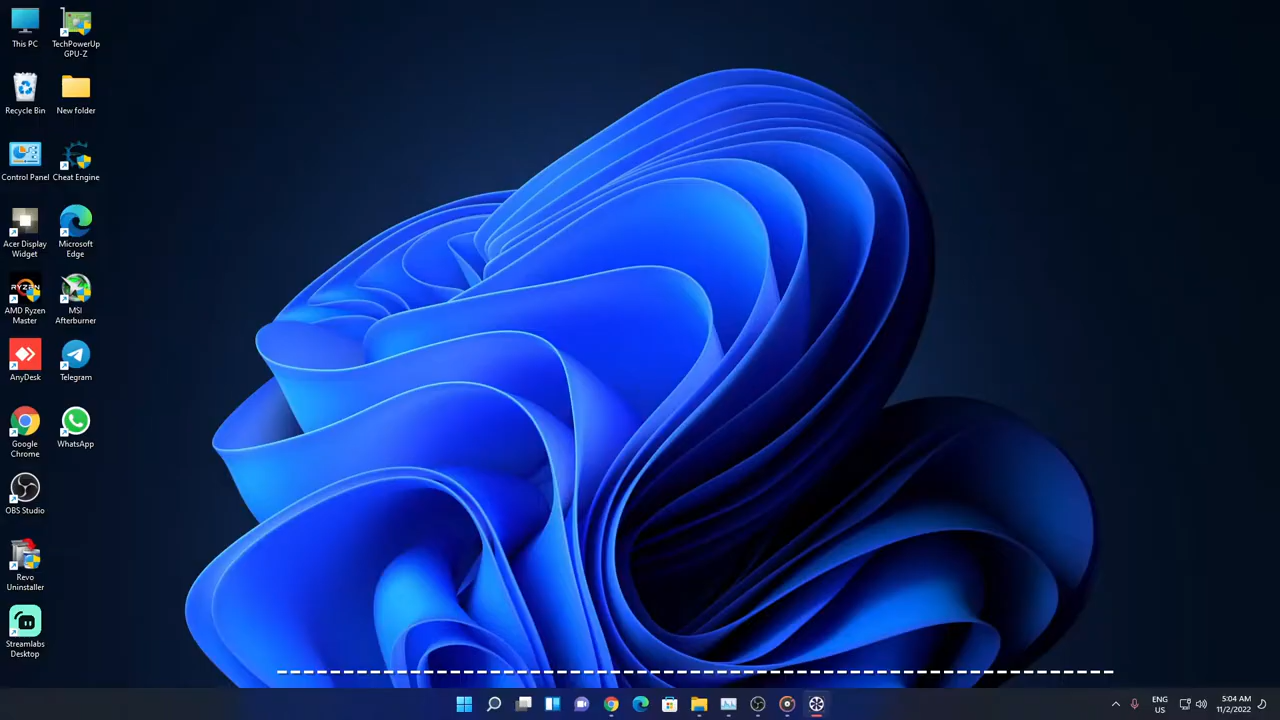 This PC
TechPowerUp
GPU-Z
Recycle Bin
New folder
Control Panel
Cheat Engine
Acer Display
Widget
Microsoft
Edge
RYZEN
AMD Ryzen
Master
MSI
Afterburner
AnyDesk
Telegram
Google
Chrome
WhatsApp
OBS Studio
Revo
Uninstaller
Streamlabs
Desktop
ENG
US
5:04 AM
11/2/2022